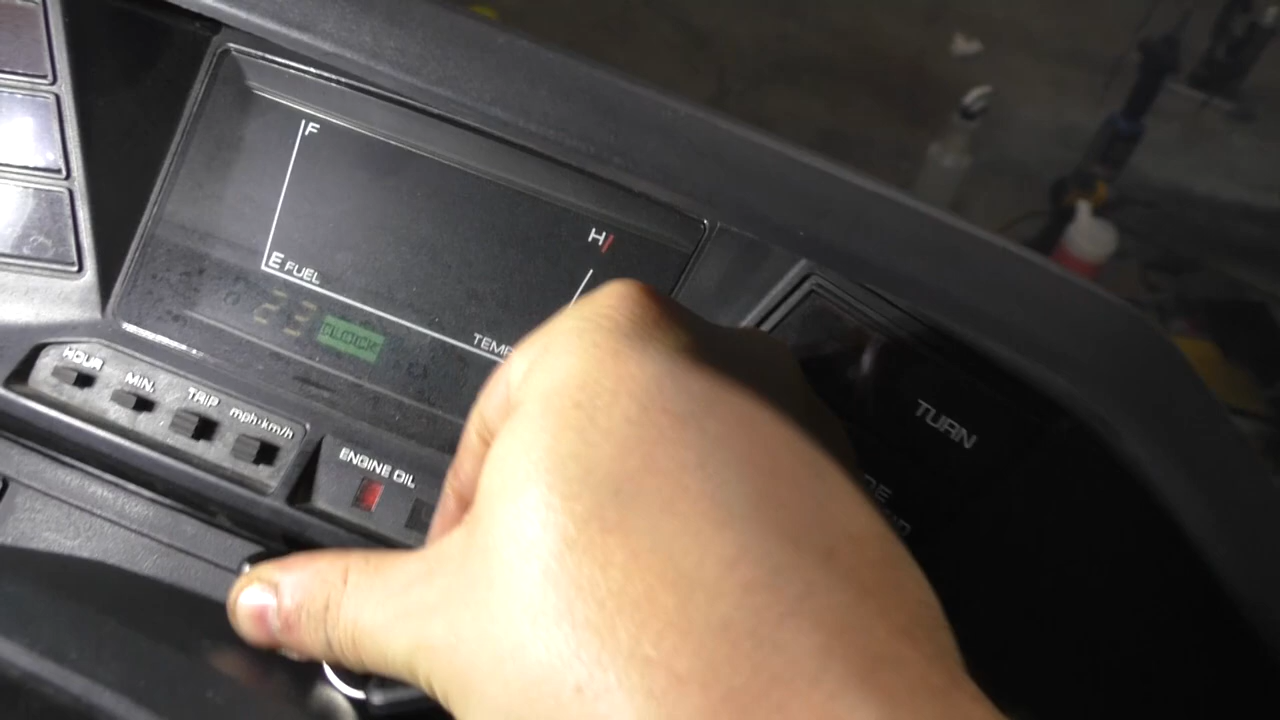 F
H
E FUEL
TEMP
23 CLOCK
HOUR MIN. TRIP mph·km/h
ENGINE OIL
TURN